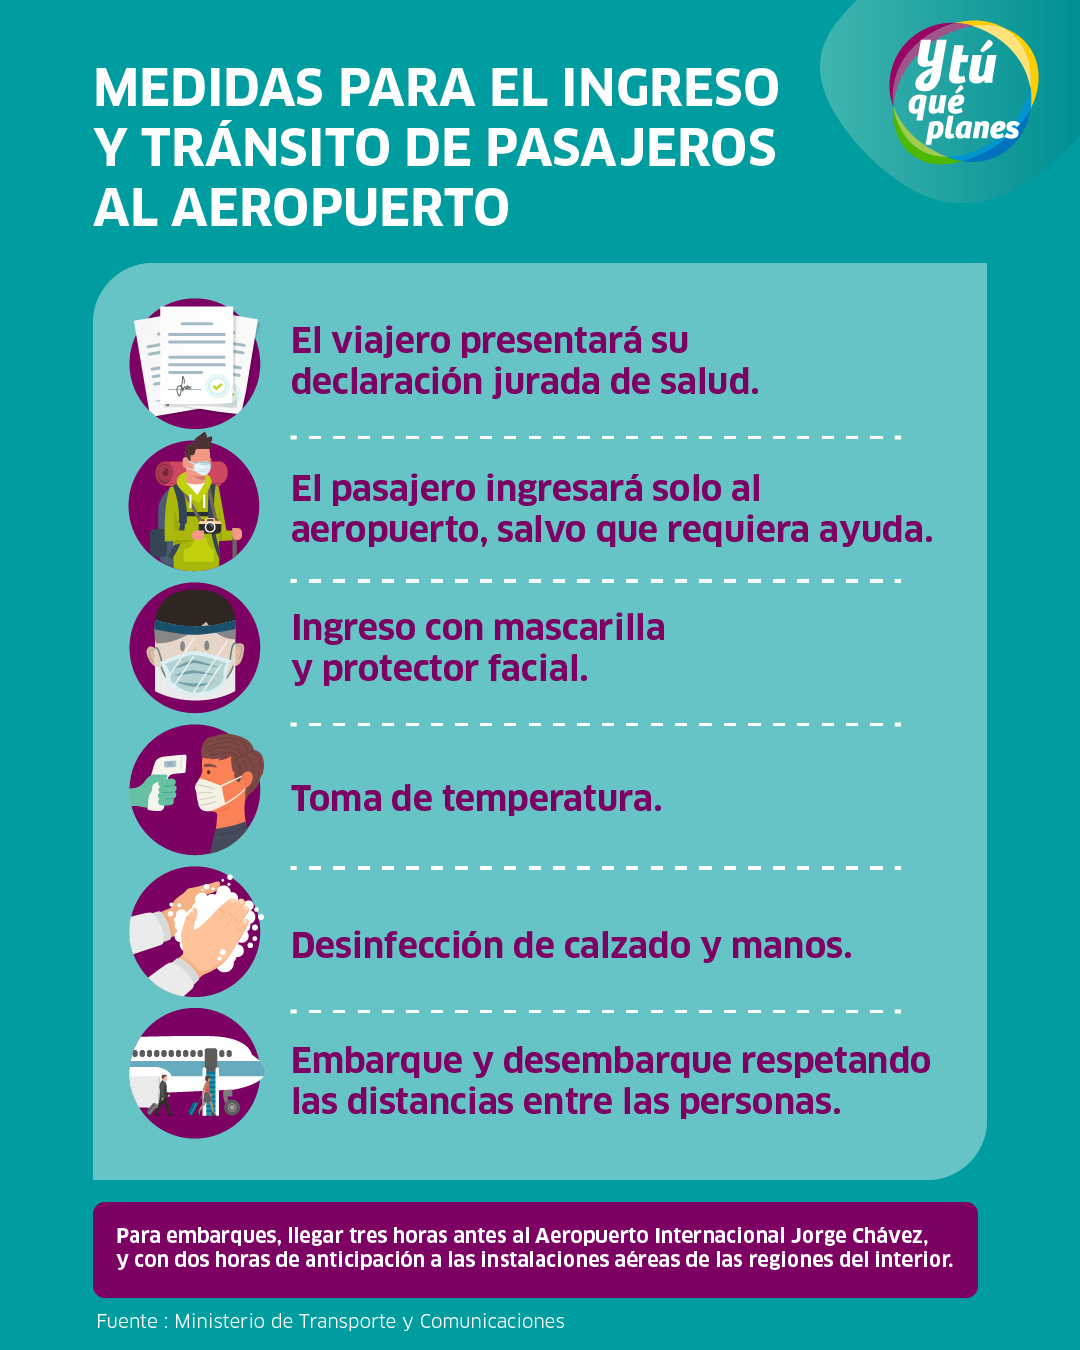 MEDIDAS PARA EL INGRESO
Y TRÁNSITO DE PASAJEROS
AL AEROPUERTO
Y tú
qué
planes
El viajero presentará su
declaración jurada de salud.
El pasajero ingresará solo al
aeropuerto, salvo que requiera ayuda.
Ingreso con mascarilla
y protector facial.
Toma de temperatura.
Desinfección de calzado y manos.
Embarque y desembarque respetando
las distancias entre las personas.
Para embarques, llegar tres horas antes al Aeropuerto Internacional Jorge Chávez,
y con dos horas de anticipación a las instalaciones aéreas de las regiones del interior.
Fuente : Ministerio de Transporte y Comunicaciones